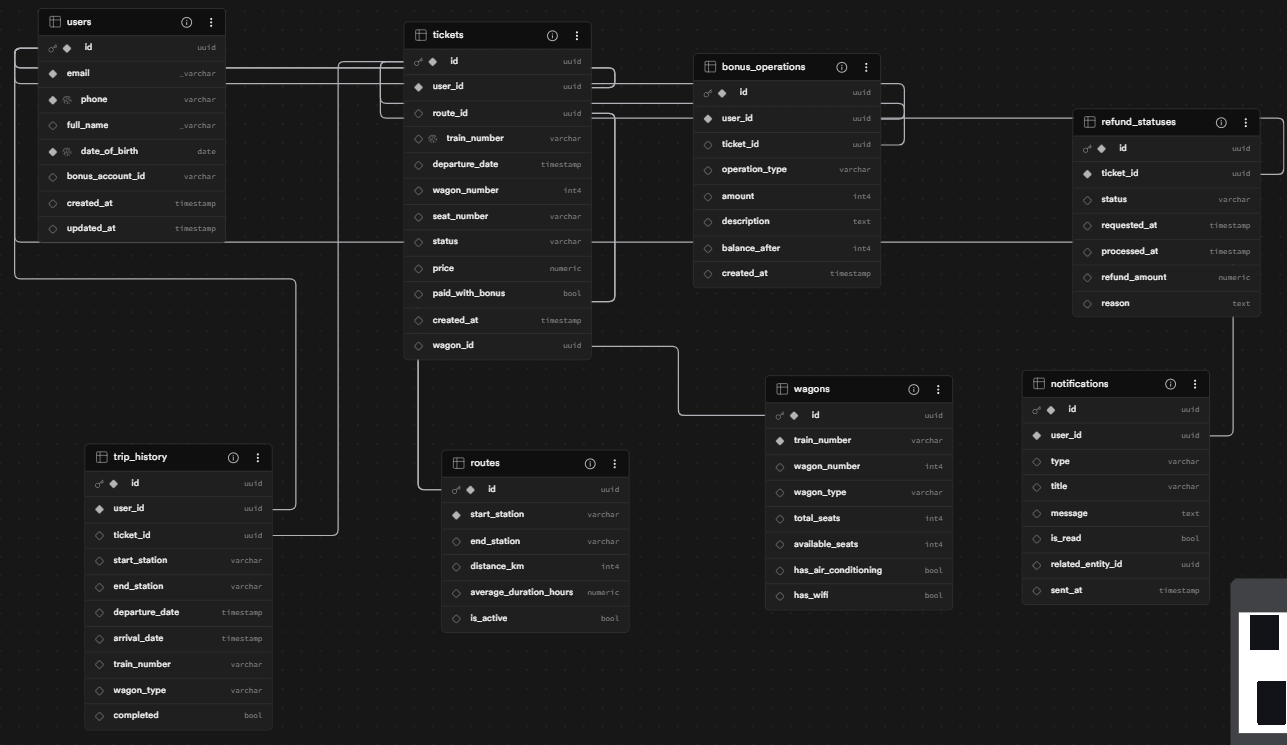 users
id uuid
email _varchar
phone varchar
full_name _varchar
date_of_birth date
bonus_account_id varchar
created_at timestamp
updated_at timestamp
tickets
id uuid
user_id uuid
route_id uuid
train_number varchar
departure_date timestamp
wagon_number int4
seat_number varchar
status varchar
price numeric
paid_with_bonus bool
created_at timestamp
wagon_id uuid
bonus_operations
id uuid
user_id uuid
ticket_id uuid
operation_type varchar
amount int4
description text
balance_after int4
created_at timestamp
refund_statuses
id uuid
ticket_id uuid
status varchar
requested_at timestamp
processed_at timestamp
refund_amount numeric
reason text
trip_history
id uuid
user_id uuid
ticket_id uuid
start_station varchar
end_station varchar
departure_date timestamp
arrival_date timestamp
train_number varchar
wagon_type varchar
completed bool
routes
id uuid
start_station varchar
end_station varchar
distance_km int4
average_duration_hours numeric
is_active bool
wagons
id uuid
train_number varchar
wagon_number int4
wagon_type varchar
total_seats int4
available_seats int4
has_air_conditioning bool
has_wifi bool
notifications
id uuid
user_id uuid
type varchar
title varchar
message text
is_read bool
related_entity_id uuid
sent_at timestamp